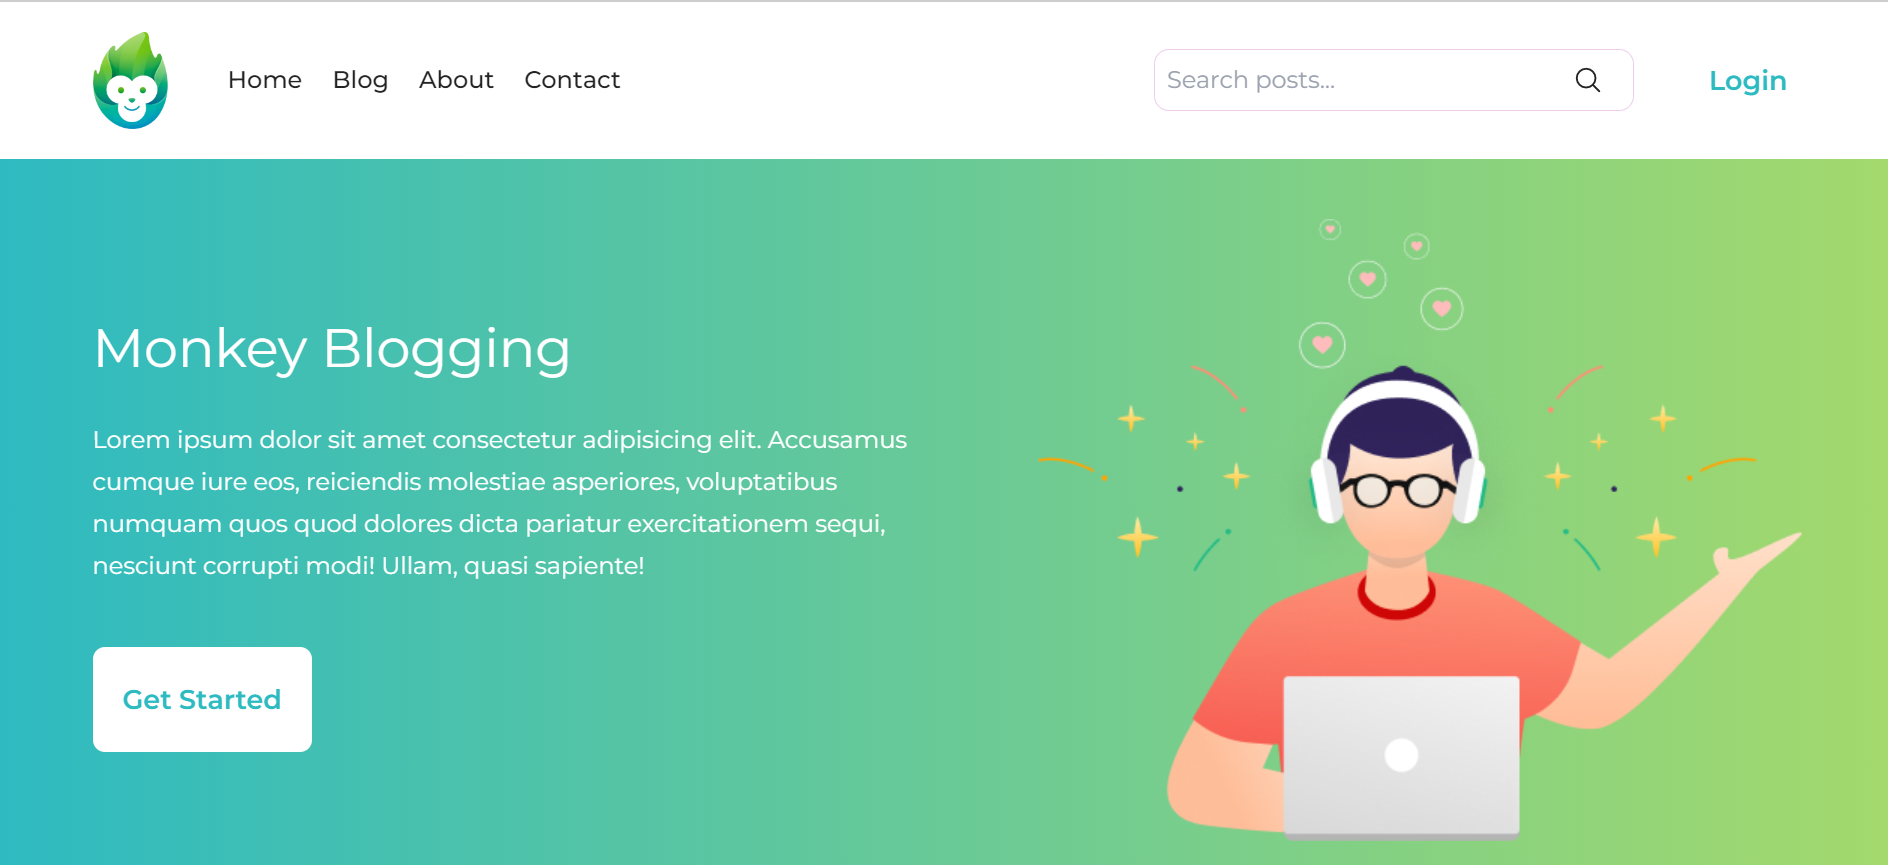 Home Blog About Contact Search posts... Login
Monkey Blogging
Lorem ipsum dolor sit amet consectetur adipisicing elit. Accusamus
cumque iure eos, reiciendis molestiae asperiores, voluptatibus
numquam quos quod dolores dicta pariatur exercitationem sequi,
nesciunt corrupti modi! Ullam, quasi sapiente!
Get Started